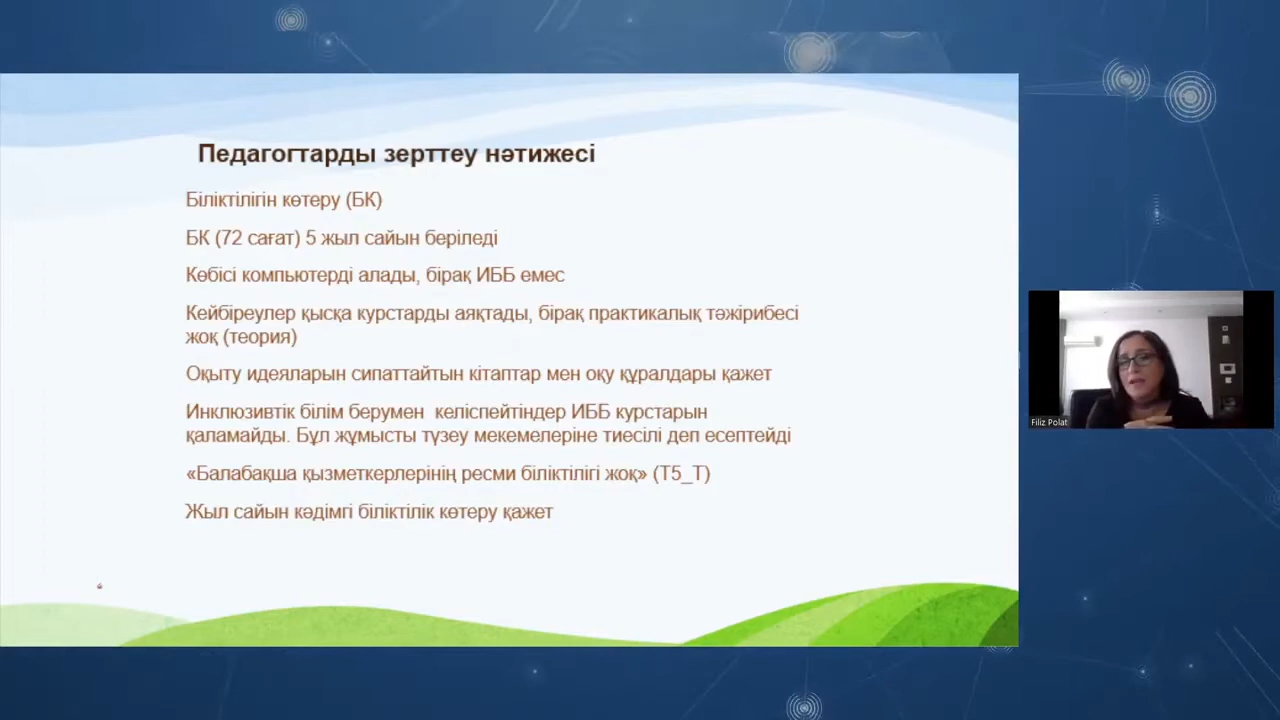 Педагогтарды зерттеу нәтижесі
Біліктілігін көтеру (БК)
БК (72 сағат) 5 жыл сайын беріледі
Көбісі компьютерді алады, бірақ ИББ емес
Кейбіреулер қысқа курстарды аяқтады, бірақ практикалық тәжірибесі
жоқ (теория)
Оқыту идеяларын сипаттайтын кітаптар мен оқу құралдары қажет
Инклюзивтік білім берумен келіспейтіндер ИББ курстарын
қаламайды. Бұл жұмысты түзеу мекемелеріне тиесілі деп есептейді
«Балабақша қызметкерлерінің ресми біліктілігі жоқ» (Т5_Т)
Жыл сайын кәдімгі біліктілік көтеру қажет
Filiz Polat